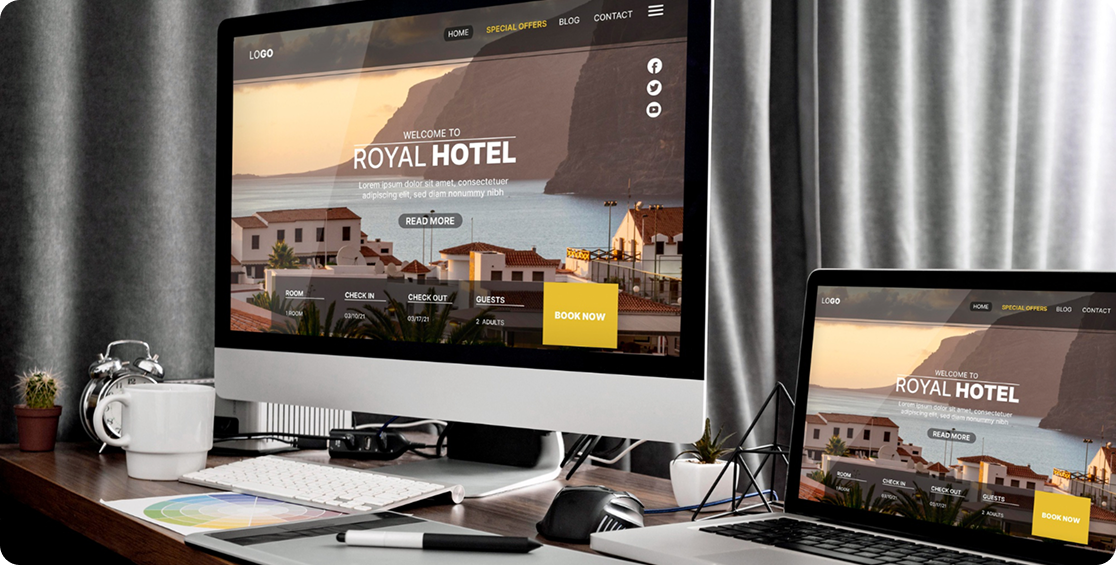 LOGO
HOME SPECIAL OFFERS BLOG CONTACT
WELCOME TO
ROYAL HOTEL
Lorem ipsum dolor sit amet, consectetuer
adipiscing elit, sed diam nonummy nibh
READ MORE
ROOM CHECK IN CHECK OUT GUESTS
1 ROOM 03/10/21 03/17/21 2 ADULTS
BOOK NOW
LOGO
HOME SPECIAL OFFERS BLOG CONTACT
WELCOME TO
ROYAL HOTEL
Lorem ipsum dolor sit amet, consectetuer
adipiscing elit, sed diam nonummy nibh
READ MORE
ROOM CHECK IN CHECK OUT GUESTS
1 ROOM 03/10/21 03/17/21 2 ADULTS
BOOK NOW